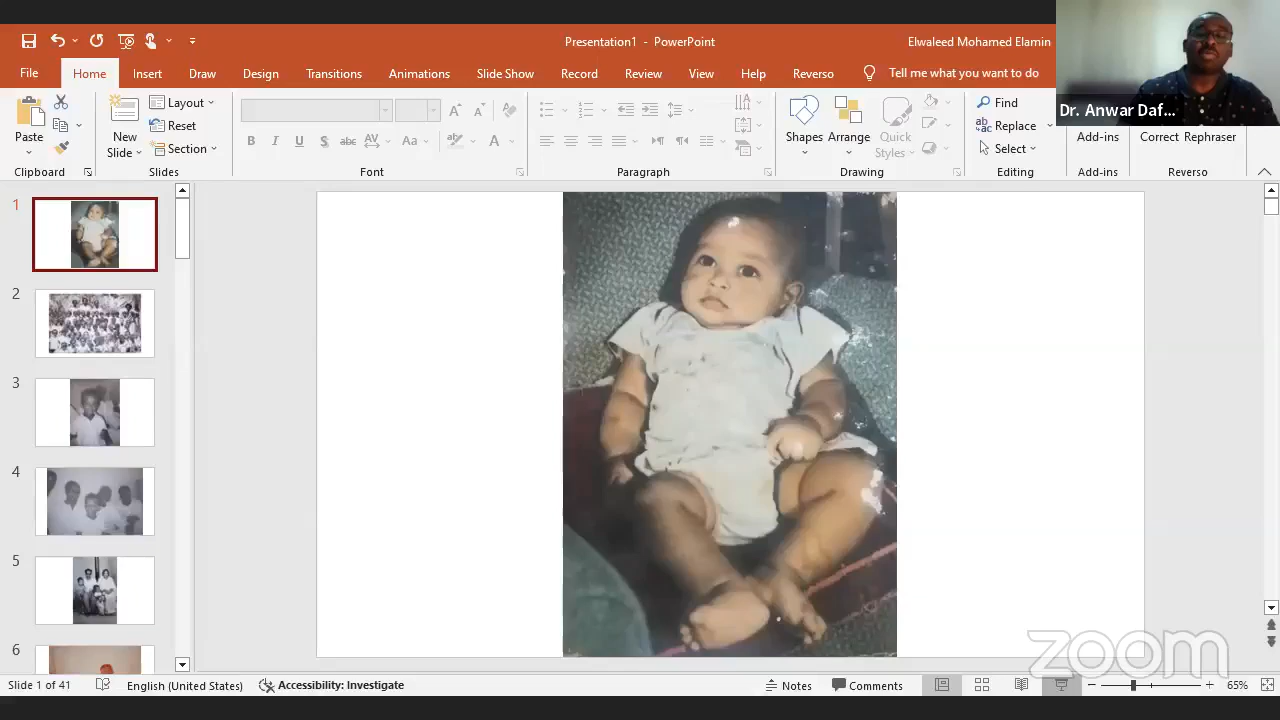 Presentation1 - PowerPoint
Elwaleed Mohamed Elamin
File Home Insert Draw Design Transitions Animations Slide Show Record Review View Help Reverso Tell me what you want to do
Dr. Anwar Daf...
Paste
New
Slide
Layout
Reset
Section
B I U S abc AV Aa A
Shapes
Arrange
Quick
Styles
Find
Replace
Select
Add-ins
Correct Rephraser
Clipboard Slides Font Paragraph Drawing Editing Add-ins Reverso
1
2
3
4
5
6
zoom
Slide 1 of 41 English (United States) Accessibility: Investigate Notes Comments 65%